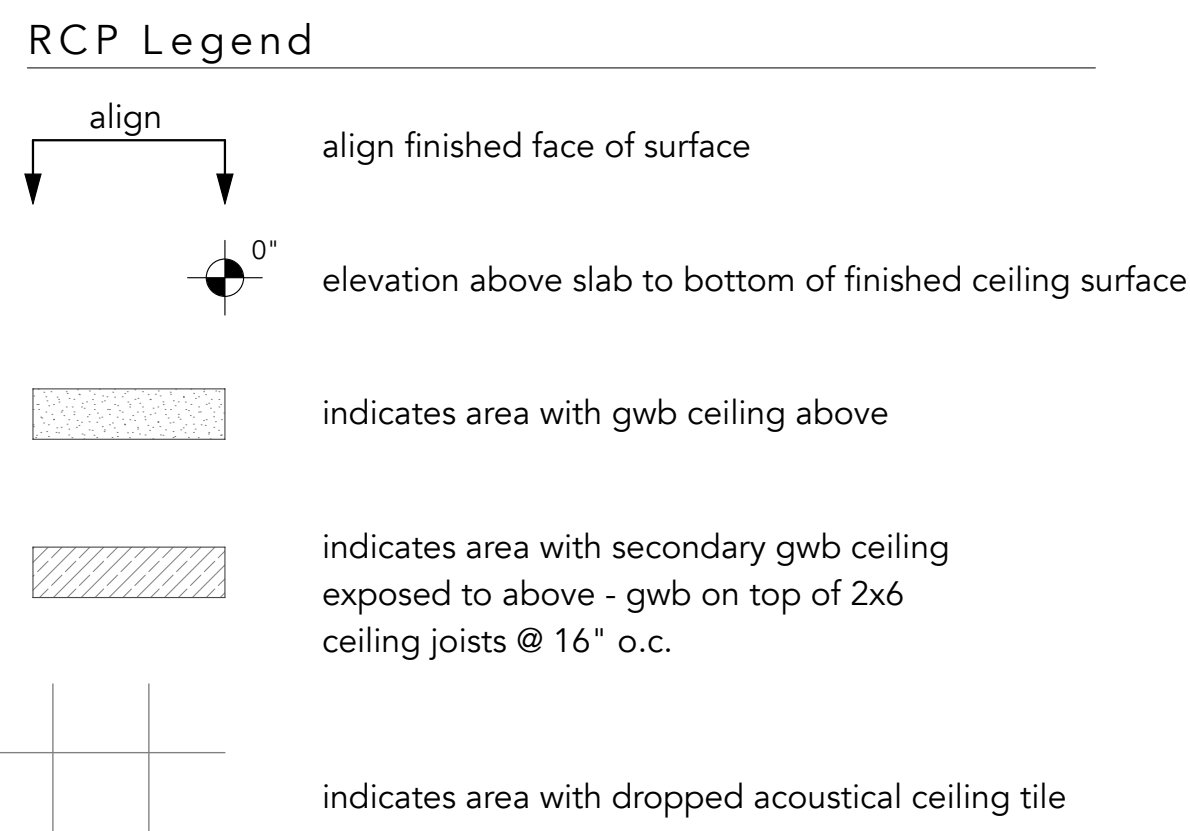 RCP Legend
align
align finished face of surface
0"
elevation above slab to bottom of finished ceiling surface
indicates area with gwb ceiling above
indicates area with secondary gwb ceiling
exposed to above - gwb on top of 2x6
ceiling joists @ 16" o.c.
indicates area with dropped acoustical ceiling tile